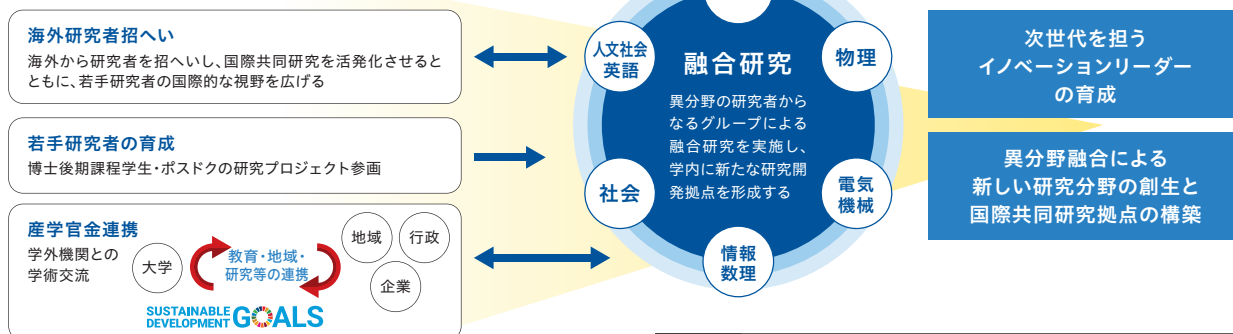 海外研究者招へい
海外から研究者を招へいし、国際共同研究を活発化させると
ともに、若手研究者の国際的な視野を広げる
若手研究者の育成
博士後期課程学生・ポスドクの研究プロジェクト参画
産学官金連携
学外機関との
学術交流
大学
教育・地域・
研究等の連携
地域
行政
企業
SUSTAINABLE
DEVELOPMENT
GOALS
人文社会
英語
物理
融合研究
異分野の研究者から
なるグループによる
融合研究を実施し、
学内に新たな研究開
発拠点を形成する
社会
電気
機械
情報
数理
次世代を担う
イノベーションリーダー
の育成
異分野融合による
新しい研究分野の創生と
国際共同研究拠点の構築